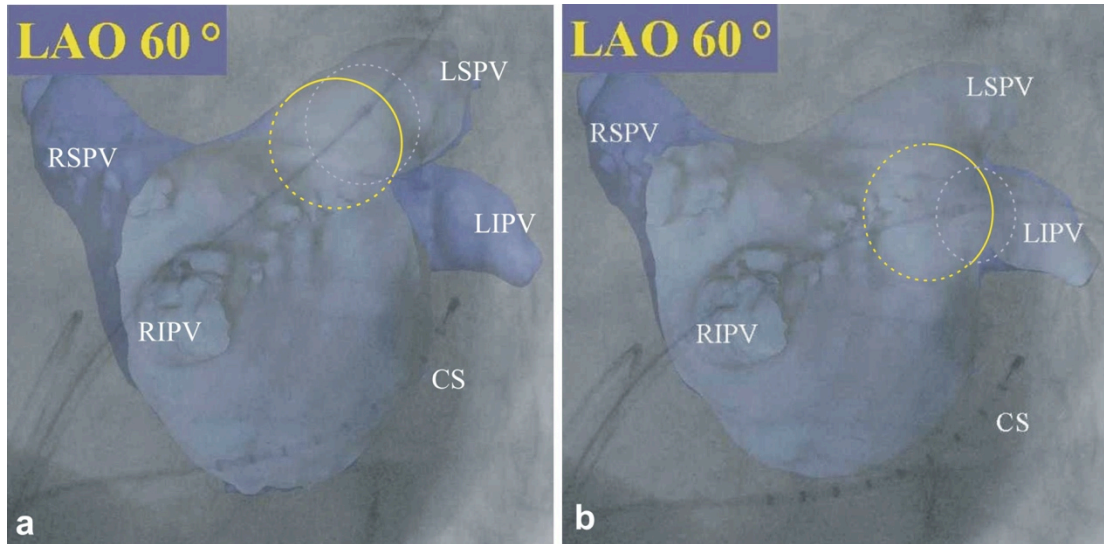 LAO 60 °
LSPV
RSPV
LIPV
RIPV
CS
a
LAO 60 °
LSPV
RSPV
LIPV
RIPV
CS
b